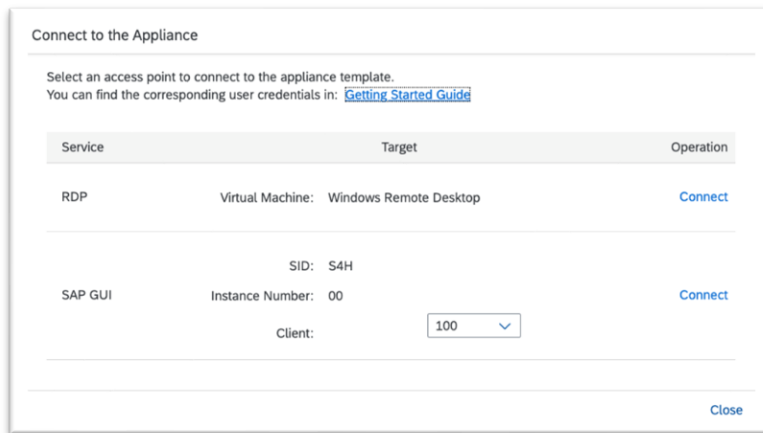 Connect to the Appliance
Select an access point to connect to the appliance template.
You can find the corresponding user credentials in: Getting Started Guide
Service Target Operation
RDP Virtual Machine: Windows Remote Desktop Connect
SID: S4H
SAP GUI Instance Number: 00 Connect
Client: 100
Close